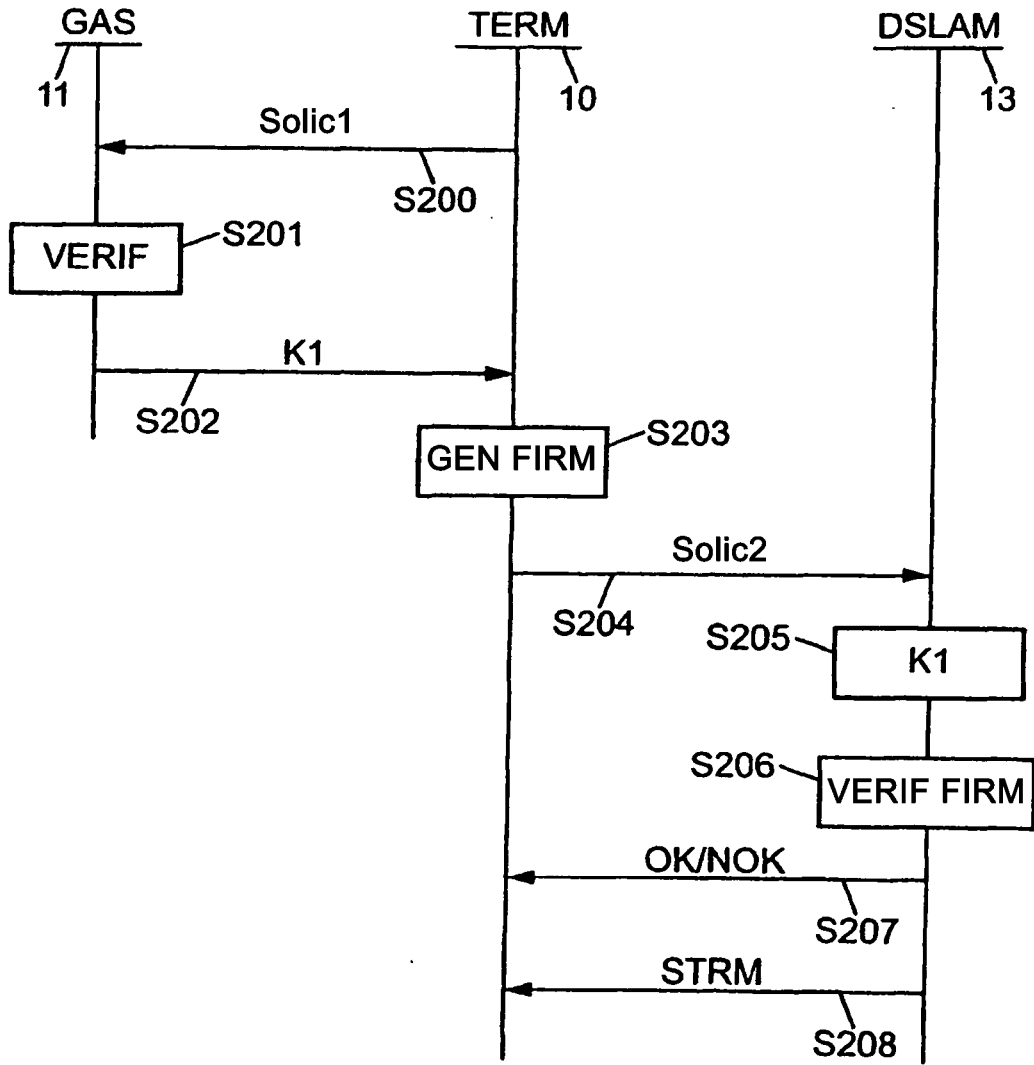 GAS
TERM
DSLAM
11
10
13
Solic1
S200
VERIF
S201
K1
S202
GEN FIRM
S203
Solic2
S204
S205
K1
S206
VERIF FIRM
OK/NOK
S207
STRM
S208